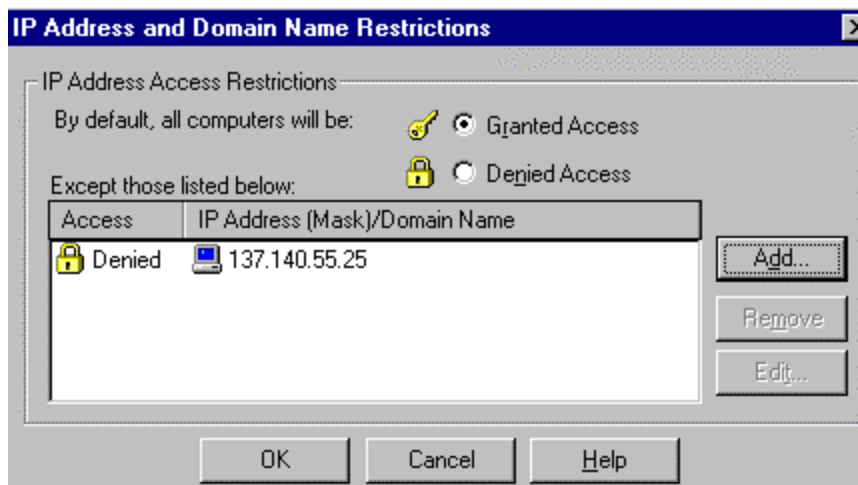 IP Address and Domain Name Restrictions
IP Address Access Restrictions
By default, all computers will be:
Granted Access
Denied Access
Except those listed below:
Access IP Address (Mask)/Domain Name
Denied 137.140.55.25
Add...
Remove
Edit...
OK Cancel Help